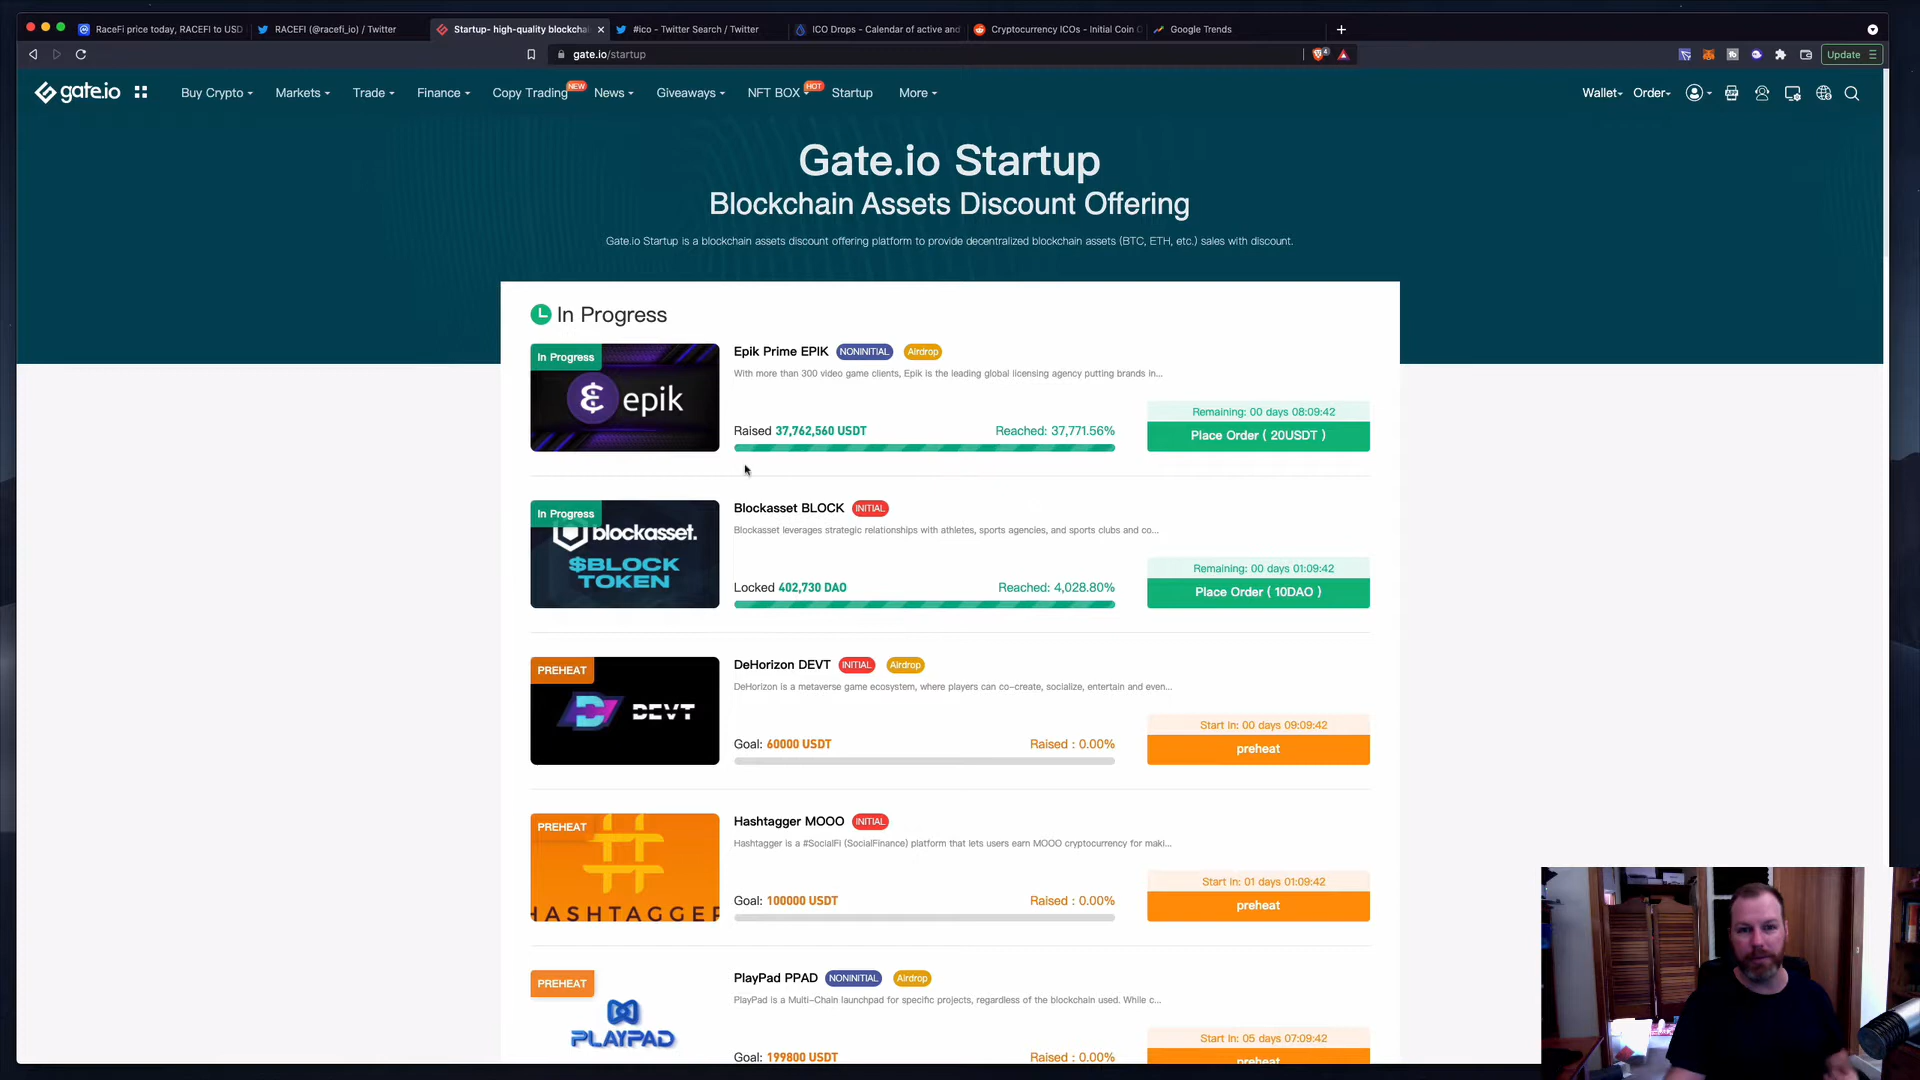 RaceFi price today, RACEFI to USD
RACEFI (@racefi_io) / Twitter
Startup- high-quality blockchai
#ico - Twitter Search / Twitter
ICO Drops - Calendar of active and
Cryptocurrency ICOs - Initial Coin O
Google Trends
gate.io/startup
Update
gate.io
Buy Crypto
Markets
Trade
Finance
Copy Trading
NEW
News
Giveaways
NFT BOX
HOT
Startup
More
Wallet
Order
Gate.io Startup
Blockchain Assets Discount Offering
Gate.io Startup is a blockchain assets discount offering platform to provide decentralized blockchain assets (BTC, ETH, etc.) sales with discount.
In Progress
In Progress
epik
Epik Prime EPIK NONINITIAL Airdrop
With more than 300 video game clients, Epik is the leading global licensing agency putting brands in...
Raised 37,762,560 USDT
Reached: 37,771.56%
Remaining: 00 days 08:09:42
Place Order ( 20USDT )
In Progress
blockasset.
$BLOCK
TOKEN
Blockasset BLOCK INITIAL
Blockasset leverages strategic relationships with athletes, sports agencies, and sports clubs and co...
Locked 402,730 DAO
Reached: 4,028.80%
Remaining: 00 days 01:09:42
Place Order ( 10DAO )
PREHEAT
DEVT
DeHorizon DEVT INITIAL Airdrop
DeHorizon is a metaverse game ecosystem, where players can co-create, socialize, entertain and even...
Goal: 60000 USDT
Raised : 0.00%
Start in: 00 days 09:09:42
preheat
PREHEAT
HASHTAGGER
Hashtagger MOOO INITIAL
Hashtagger is a #SocialFi (SocialFinance) platform that lets users earn MOOO cryptocurrency for maki...
Goal: 100000 USDT
Raised : 0.00%
Start in: 01 days 01:09:42
preheat
PREHEAT
PLAYPAD
PlayPad PPAD NONINITIAL Airdrop
PlayPad is a Multi-Chain launchpad for specific projects, regardless of the blockchain used. While c...
Goal: 199800 USDT
Raised : 0.00%
Start in: 05 days 07:09:42
preheat